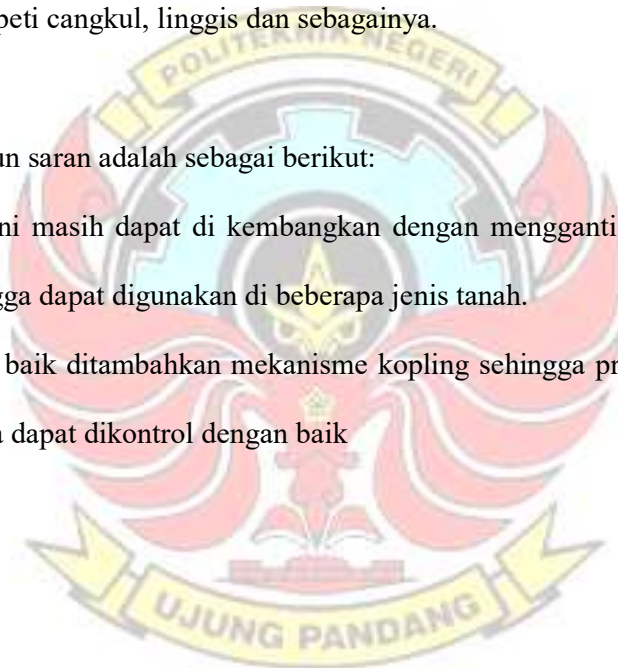 peti cangkul, linggis dan sebagainya.
POLITEKNIK NEGERI
un saran adalah sebagai berikut:
ni masih dapat di kembangkan dengan mengganti
gga dapat digunakan di beberapa jenis tanah.
baik ditambahkan mekanisme kopling sehingga pr
a dapat dikontrol dengan baik
UJUNG PANDANG